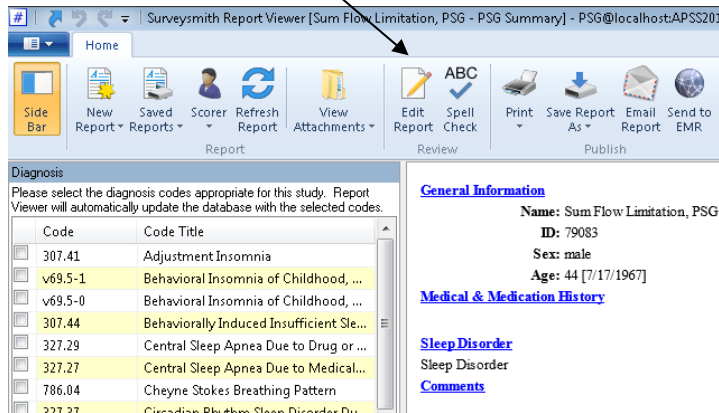 Surveysmith Report Viewer [Sum Flow Limitation, PSG - PSG Summary] - PSG@localhost:APSS201
Home
Side Bar
New Report
Saved Reports
Scorer
Refresh Report
View Attachments
Edit Report
ABC
Spell Check
Print
Save Report As
Email Report
Send to EMR
Report
Review
Publish
Diagnosis
Please select the diagnosis codes appropriate for this study. Report
Viewer will automatically update the database with the selected codes.
Code Code Title
307.41 Adjustment Insomnia
v69.5-1 Behavioral Insomnia of Childhood, ...
v69.5-0 Behavioral Insomnia of Childhood, ...
307.44 Behaviorally Induced Insufficient Sle...
327.29 Central Sleep Apnea Due to Drug or ...
327.27 Central Sleep Apnea Due to Medical...
786.04 Cheyne Stokes Breathing Pattern
327.37 Circadian Rhythm Sleep Disorder Du...
General Information
Name: Sum Flow Limitation, PSG
ID: 79083
Sex: male
Age: 44 [7/17/1967]
Medical & Medication History
Sleep Disorder
Sleep Disorder
Comments